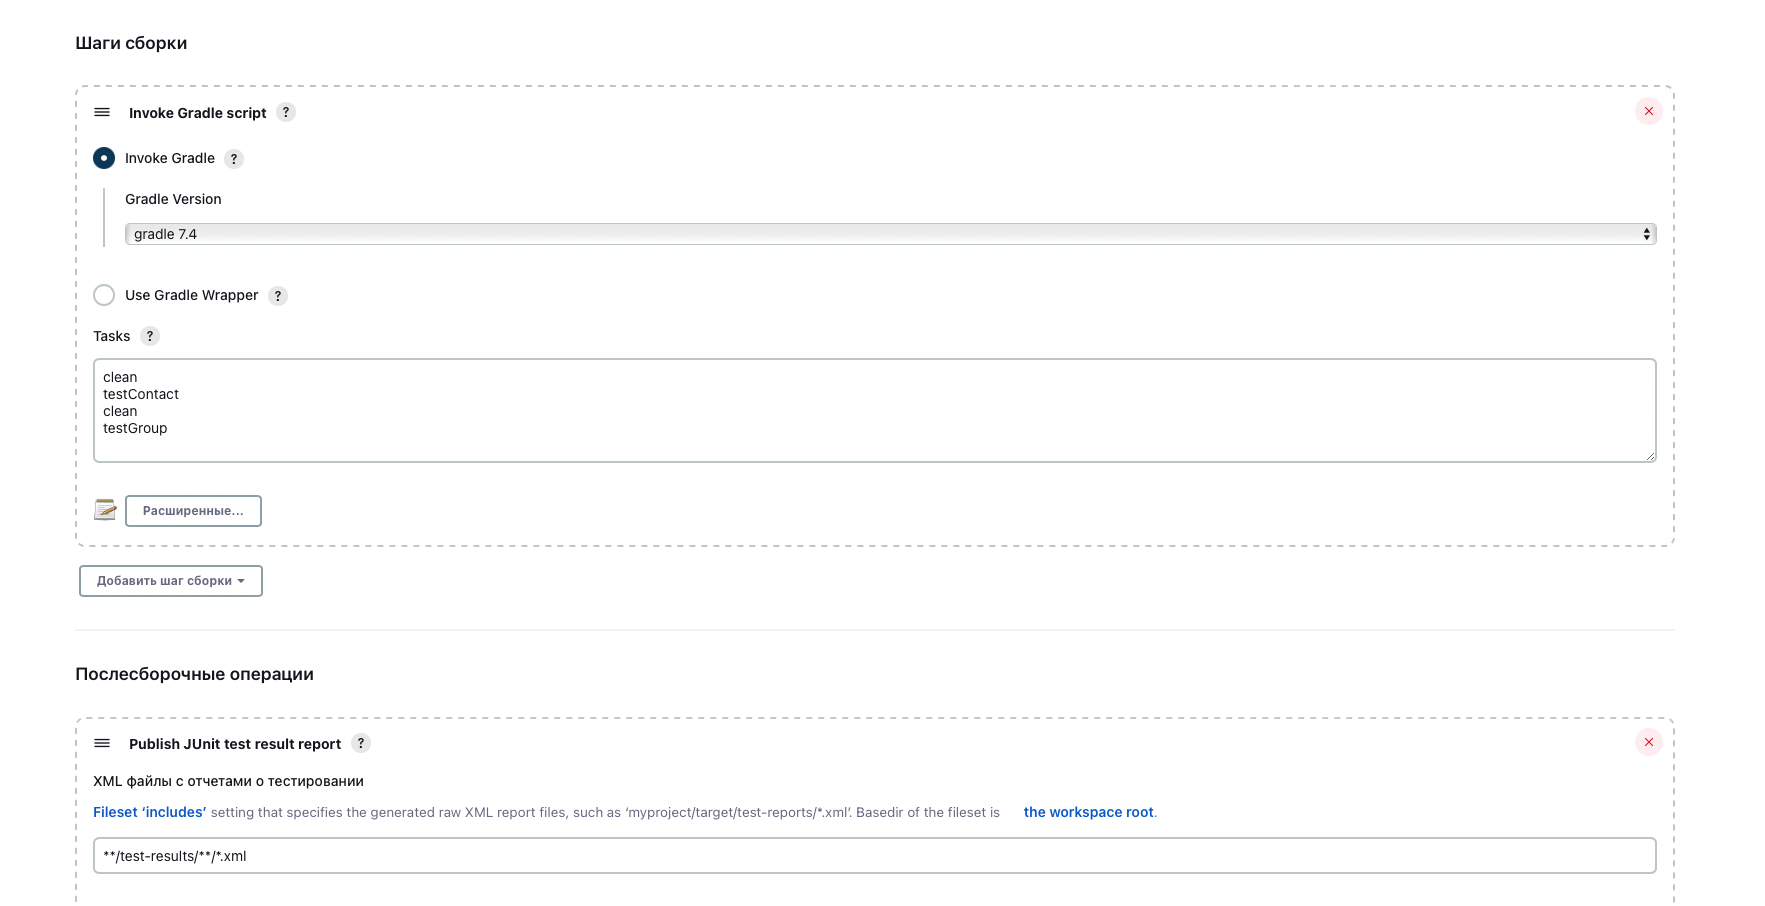 Шаги сборки
Invoke Gradle script ?
Invoke Gradle ?
Gradle Version
gradle 7.4
Use Gradle Wrapper ?
Tasks ?
clean
testContact
clean
testGroup
Расширенные...
Добавить шаг сборки
Послесборочные операции
Publish JUnit test result report ?
XML файлы с отчетами о тестировании
Fileset ‘includes’ setting that specifies the generated raw XML report files, such as ‘myproject/target/test-reports/*.xml’. Basedir of the fileset is the workspace root.
**/test-results/**/*.xml